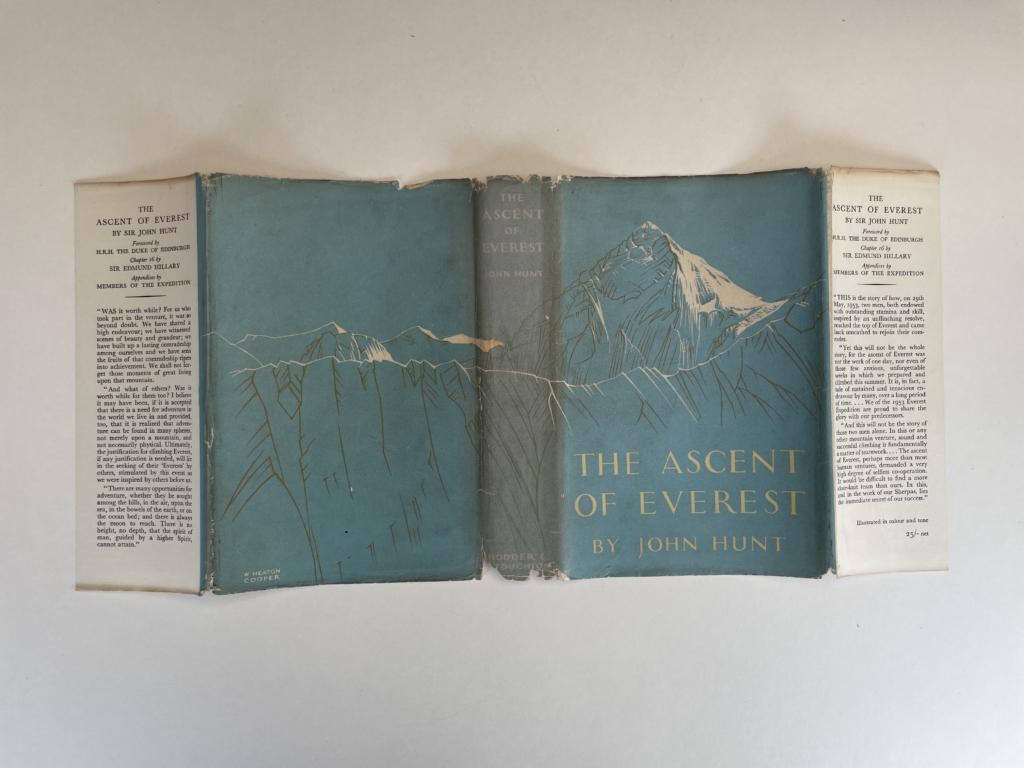 THE
ASCENT OF EVEREST
BY SIR JOHN HUNT
Foreword by
H.R.H. THE DUKE OF EDINBURGH
Chapter 16 by
SIR EDMUND HILLARY
Appendices by
MEMBERS OF THE EXPEDITION
"WAS it worth while? For us who
took part in the venture, it was so
beyond doubt. We have shared a
high endeavour; we have witnessed
scenes of beauty and grandeur; we
have built up a lasting comradeship
among ourselves and we have seen
the fruits of that comradeship ripen
into achievement. We shall not for-
get those moments of great living
upon that mountain.
"And what of others? Was it
worth while for them too? I believe
it may have been, if it is accepted
that there is a need for adventure in
the world we live in and provided,
too, that it is realized that adven-
ture can be found in many spheres,
not merely upon a mountain, and
not necessarily physical. Ultimately,
the justification for climbing Everest,
if any justification is needed, will lie
in the seeking of their 'Everests' by
others, stimulated by this event as
we were inspired by others before us.
"There are many opportunities for
adventure, whether they be sought
among the hills, in the air, upon the
sea, in the bowels of the earth, or on
the ocean bed; and there is always
the moon to reach. There is no
height, no depth, that the spirit of
man, guided by a higher Spirit,
cannot attain."
W. HEATON
COOPER
THE
ASCENT
OF
EVEREST
JOHN HUNT
HODDER &
STOUGHTON
THE ASCENT
OF EVEREST
BY JOHN HUNT
THE
ASCENT OF EVEREST
BY SIR JOHN HUNT
Foreword by
H.R.H. THE DUKE OF EDINBURGH
Chapter 16 by
SIR EDMUND HILLARY
Appendices by
MEMBERS OF THE EXPEDITION
"THIS is the story of how, on 29th
May, 1953, two men, both endowed
with outstanding stamina and skill,
inspired by an unflinching resolve,
reached the top of Everest and came
back unscathed to rejoin their com-
rades.
"Yet this will not be the whole
story, for the ascent of Everest was
not the work of one day, nor even of
those few anxious, unforgettable
weeks in which we prepared and
climbed this summer. It is, in fact, a
tale of sustained and tenacious en-
deavour by many, over a long period
of time. . . . We of the 1953 Everest
Expedition are proud to share the
glory with our predecessors.
"And this will not be the story of
those two men alone. In this or any
other mountain venture, sound and
successful climbing is fundamentally
a matter of teamwork. . . . The ascent
of Everest, perhaps more than most
human ventures, demanded a very
high degree of selfless co-operation.
It would be difficult to find a more
close-knit team than ours. In this,
and in the work of our Sherpas, lies
the immediate secret of our success."
Illustrated in colour and tone
25/- net